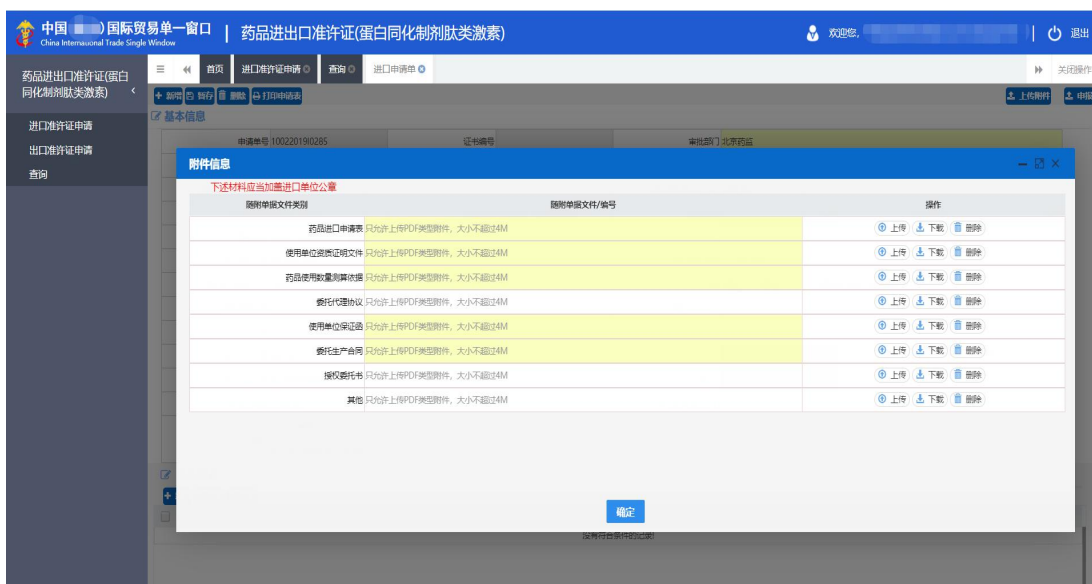 中国 )国际贸易单一窗口 | 药品进出口准许证(蛋白同化制剂肽类激素) 欢迎您, 退出
China International Trade Single Window
药品进出口准许证(蛋白同化制剂肽类激素)
进口准许证申请
出口准许证申请
查询
首页 进口准许证申请 查询 进口申请单 关闭操作
新增 暂存 删除 打印申请表 上传附件 申报
基本信息
申请单号 10022019I0285 证书编号 审批部门 北京药监
附件信息
下述材料应当加盖进口单位公章
随附单据文件类别 随附单据文件/编号 操作
药品进口申请表 只允许上传PDF类型附件，大小不超过4M 上传 下载 删除
使用单位资质证明文件 只允许上传PDF类型附件，大小不超过4M 上传 下载 删除
药品使用数量测算依据 只允许上传PDF类型附件，大小不超过4M 上传 下载 删除
委托代理协议 只允许上传PDF类型附件，大小不超过4M 上传 下载 删除
使用单位保证函 只允许上传PDF类型附件，大小不超过4M 上传 下载 删除
委托生产合同 只允许上传PDF类型附件，大小不超过4M 上传 下载 删除
授权委托书 只允许上传PDF类型附件，大小不超过4M 上传 下载 删除
其他 只允许上传PDF类型附件，大小不超过4M 上传 下载 删除
确定
没有符合条件的记录!